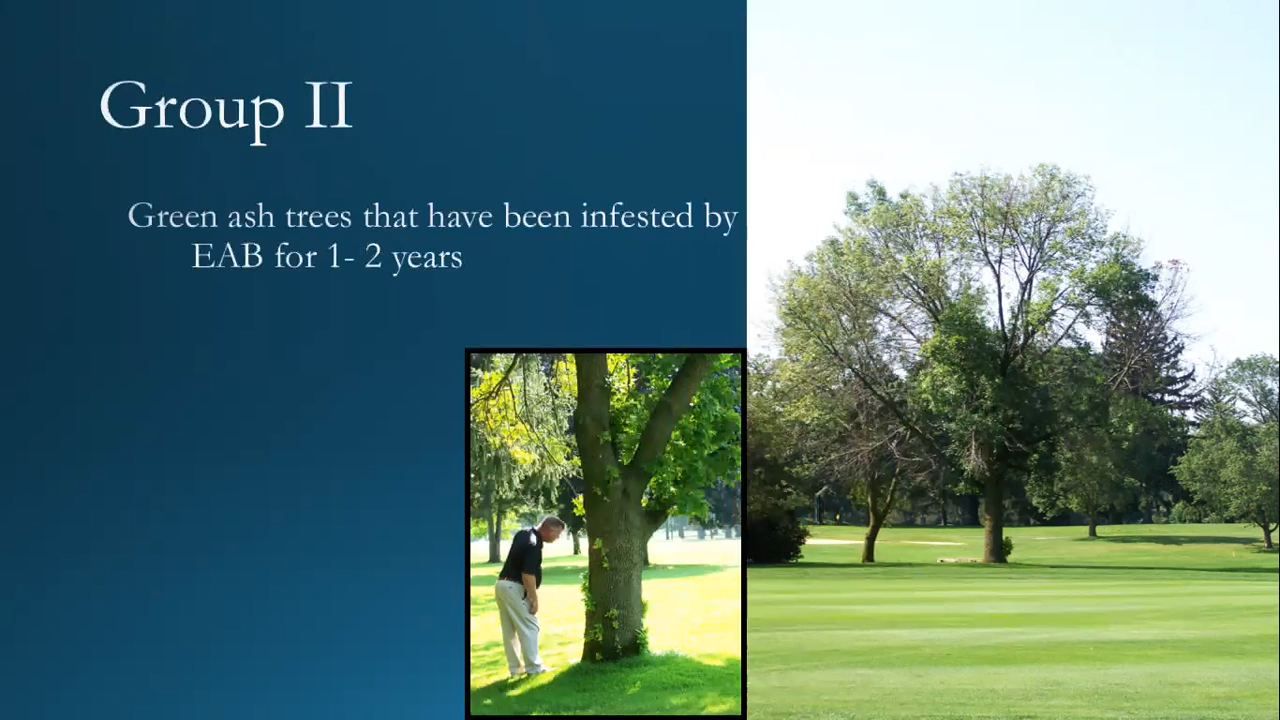 Group II
Green ash trees that have been infested by
EAB for 1- 2 years